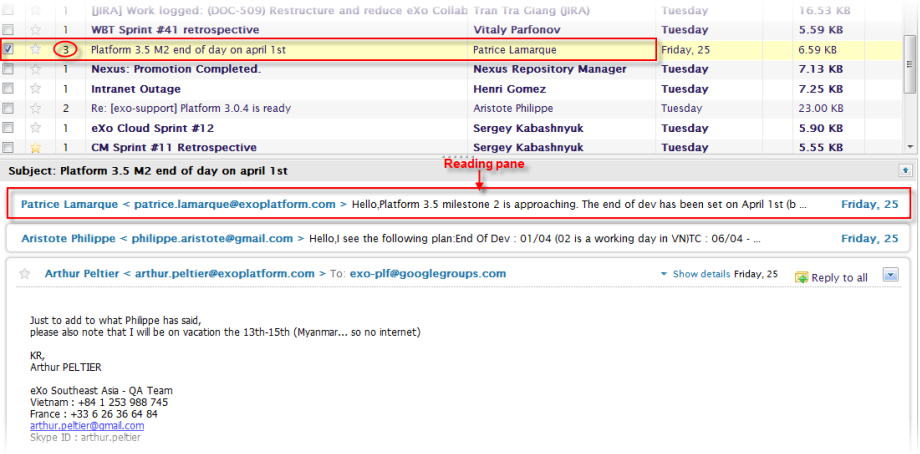 1 [JIRA] Work logged: (DOC-509) Restructure and reduce eXo Collab Tran Tra Giang (JIRA) Tuesday 16.53 KB
1 WBT Sprint #41 retrospective Vitaly Parfonov Tuesday 5.59 KB
3 Platform 3.5 M2 end of day on april 1st Patrice Lamarque Friday, 25 6.59 KB
1 Nexus: Promotion Completed. Nexus Repository Manager Tuesday 7.13 KB
1 Intranet Outage Henri Gomez Tuesday 7.25 KB
2 Re: [exo-support] Platform 3.0.4 is ready Aristote Philippe Tuesday 23.00 KB
1 eXo Cloud Sprint #12 Sergey Kabashnyuk Tuesday 5.90 KB
1 CM Sprint #11 Retrospective Sergey Kabashnyuk Tuesday 5.55 KB
Reading pane
Subject: Platform 3.5 M2 end of day on april 1st
Patrice Lamarque < patrice.lamarque@exoplatform.com > Hello,Platform 3.5 milestone 2 is approaching. The end of dev has been set on April 1st (b ... Friday, 25
Aristote Philippe < philippe.aristote@gmail.com > Hello,I see the following plan:End Of Dev : 01/04 (02 is a working day in VN)TC : 06/04 - ... Friday, 25
Arthur Peltier < arthur.peltier@exoplatform.com > To: exo-plf@googlegroups.com Show details Friday, 25 Reply to all
Just to add to what Philippe has said,
please also note that I will be on vacation the 13th-15th (Myanmar... so no internet)
KR,
Arthur PELTIER
eXo Southeast Asia - QA Team
Vietnam : +84 1 253 988 745
France : +33 6 26 36 64 84
arthur.peltier@gmail.com
Skype ID : arthur.peltier